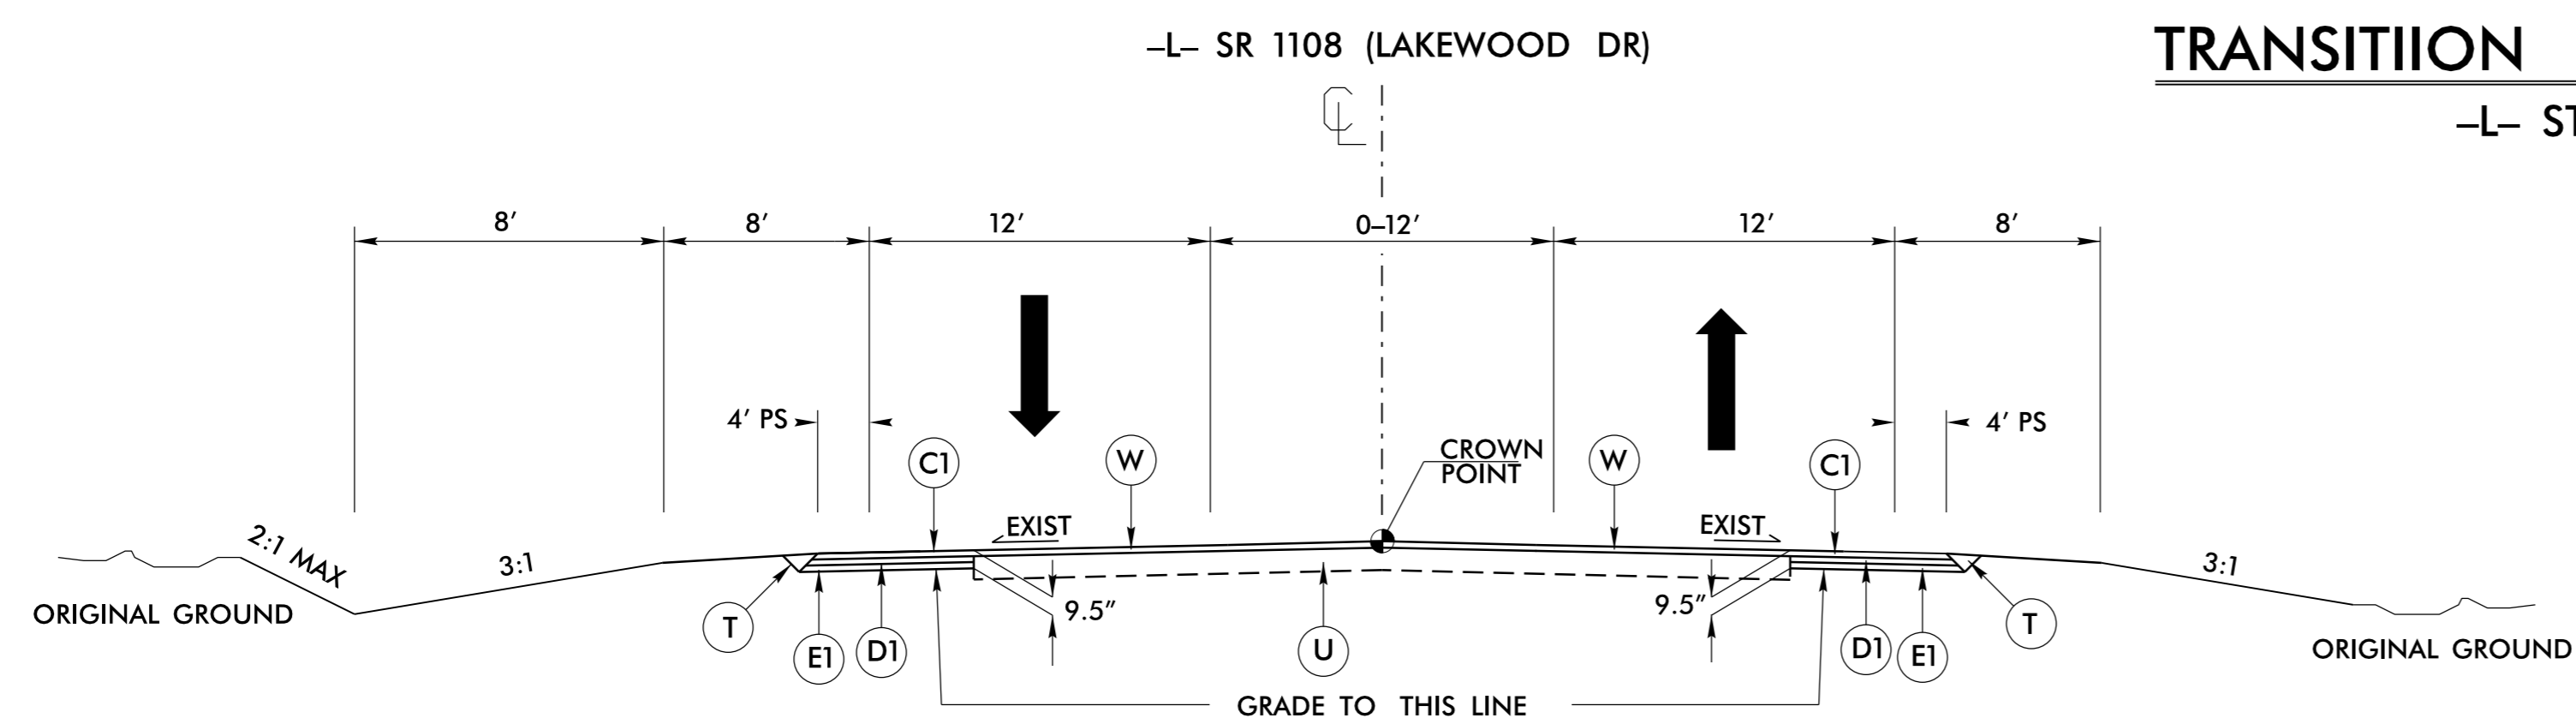 –L– SR 1108 (LAKEWOOD DR)
TRANSITIION
–L– ST
CL
8' 8' 12' 0–12' 12' 8'
4' PS 4' PS
C1 W CROWN W C1
POINT
EXIST EXIST
2:1 MAX 3:1 3:1
ORIGINAL GROUND 9.5" 9.5"
T E1 D1 U D1 E1 T
ORIGINAL GROUND
GRADE TO THIS LINE